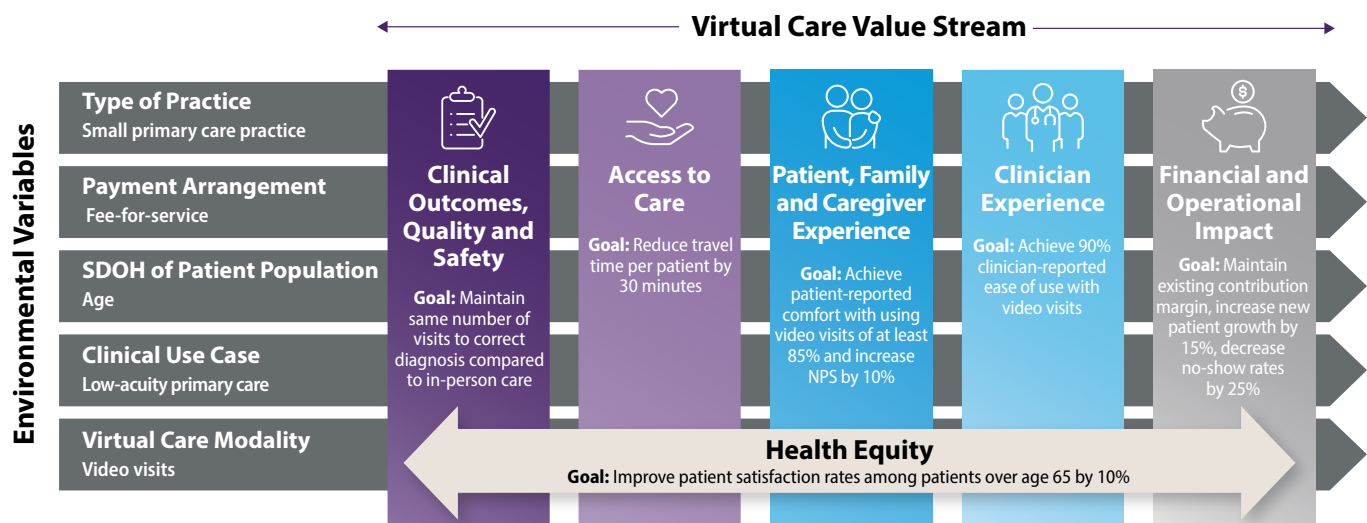 Virtual Care Value Stream
Environmental Variables
Type of Practice
Small primary care practice
Payment Arrangement
Fee-for-service
SDOH of Patient Population
Age
Clinical Use Case
Low-acuity primary care
Virtual Care Modality
Video visits
Clinical
Outcomes,
Quality and
Safety
Goal: Maintain
same number of
visits to correct
diagnosis compared
to in-person care
Access to
Care
Goal: Reduce travel
time per patient by
30 minutes
Patient, Family
and Caregiver
Experience
Goal: Achieve
patient-reported
comfort with using
video visits of at least
85% and increase
NPS by 10%
Clinician
Experience
Goal: Achieve 90%
clinician-reported
ease of use with
video visits
$
Financial and
Operational
Impact
Goal: Maintain
existing contribution
margin, increase new
patient growth by
15%, decrease
no-show rates
by 25%
Health Equity
Goal: Improve patient satisfaction rates among patients over age 65 by 10%